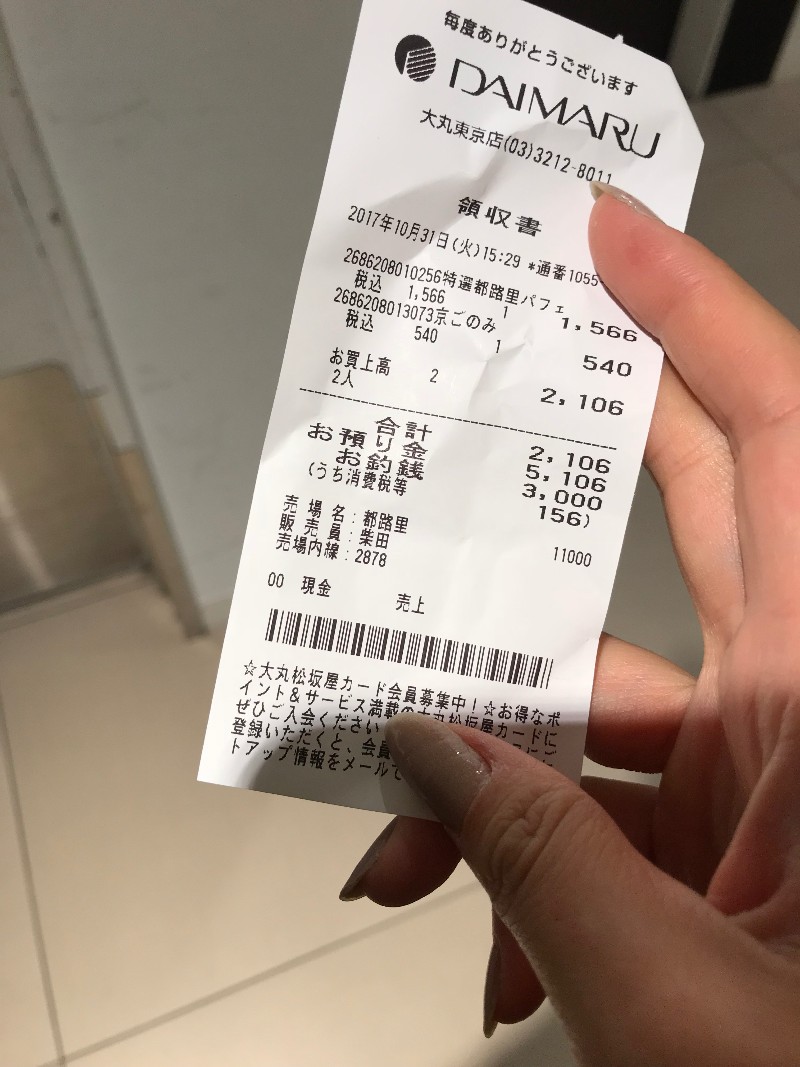 毎度ありがとうございます
DAIMARU
大丸東京店(03)3212-8011
領収書
2017年10月31日(火)15:29 *通番1055
2686208010256特選都路里パフェ
税込 1,566 1 1,566
2686208013073京ごのみ
税込 540 1 540
お買上高 2 2,106
2人
合計 2,106
お預り金 5,106
お釣銭 3,000
(うち消費税等 156)
売場名:都路里
販売員:柴田 11000
売場内線:2878
00 現金 売上
☆大丸松坂屋カード会員募集中!☆お得なポ
イント&サービス満載の大丸松坂屋カードに
ぜひご入会ください
登録いただくと、会員
トアップ情報をメールで